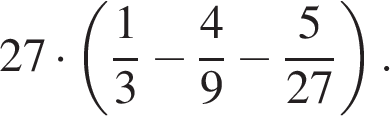 27 · (1/3 − 4/9 − 5/27).